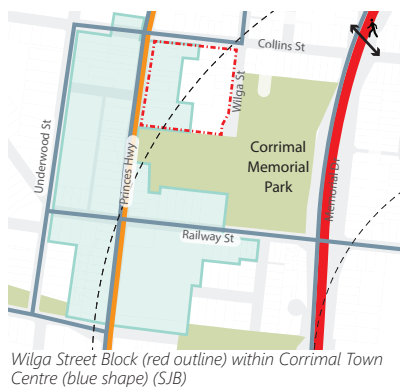 Collins St
Wilga St
Corrimal
Memorial
Park
Underwood St
Princes Hwy
Memorial Dr
Railway St
Wilga Street Block (red outline) within Corrimal Town
Centre (blue shape) (SJB)